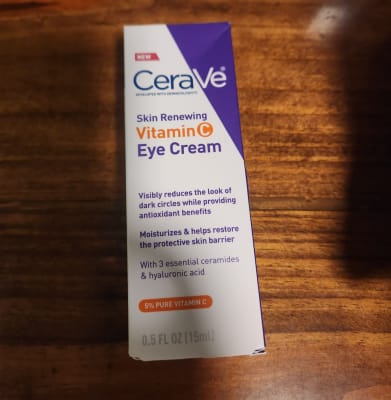 NEW
CeraVe
DEVELOPED WITH DERMATOLOGISTS
Skin Renewing
Vitamin C
Eye Cream
Visibly reduces the look of
dark circles while providing
antioxidant benefits
Moisturizes & helps restore
the protective skin barrier
With 3 essential ceramides
& hyaluronic acid
5% PURE VITAMIN C
0.5 FL OZ (15ml)